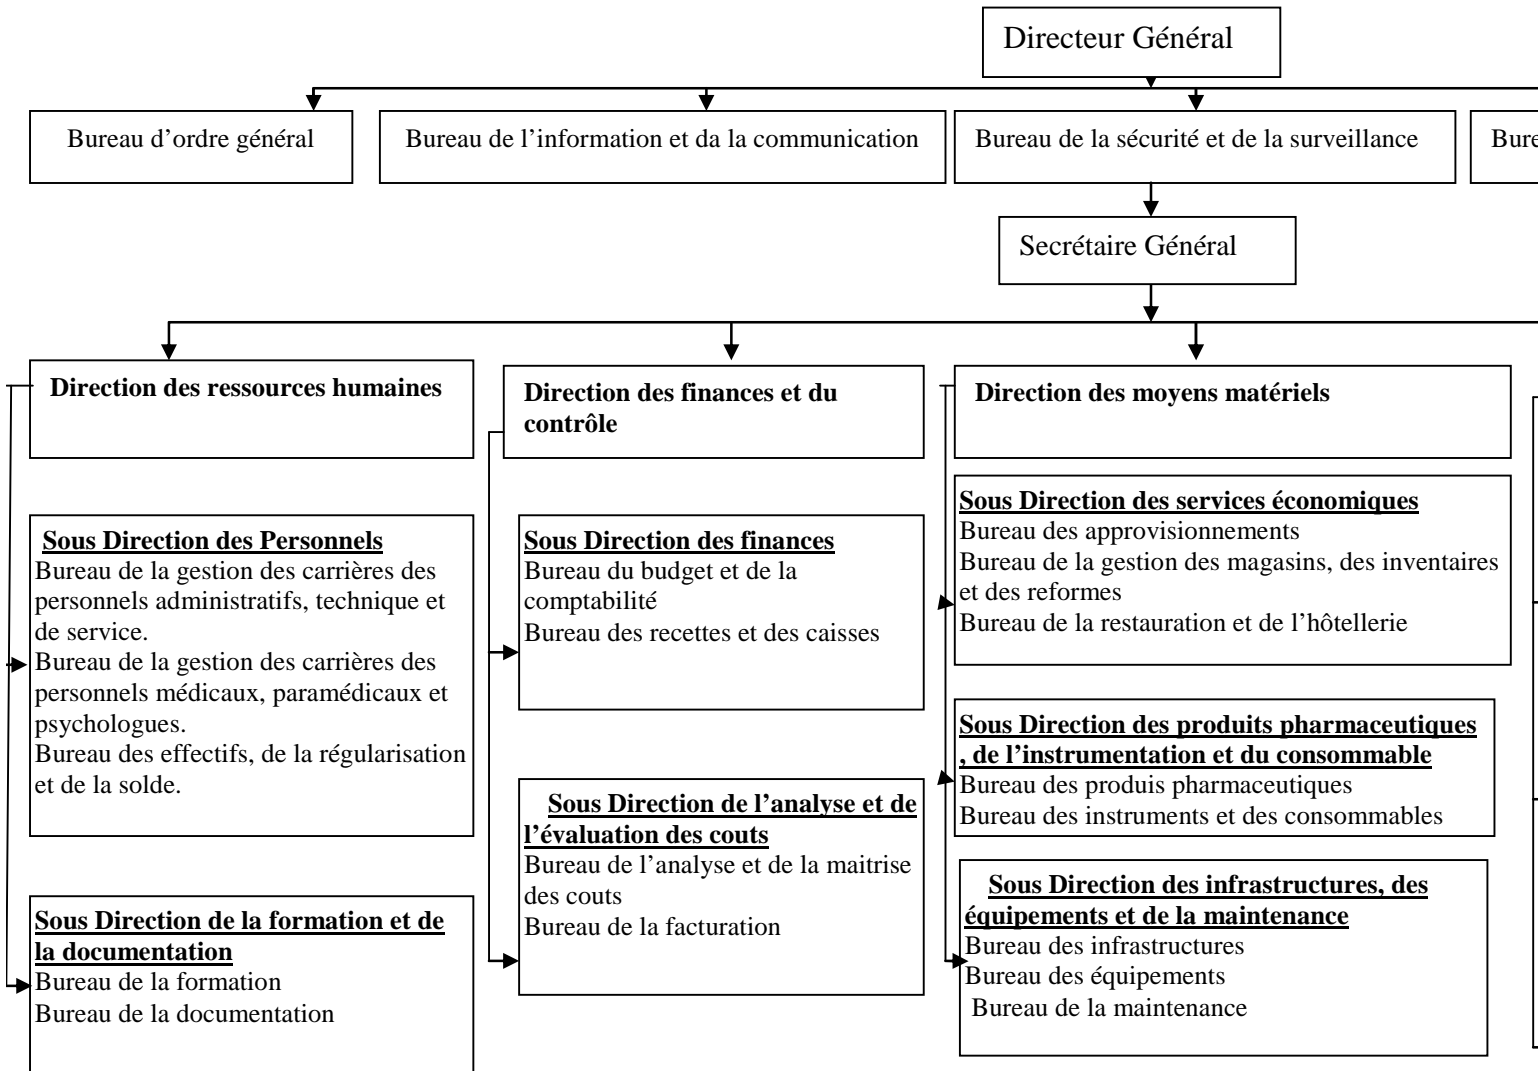 Directeur Général
Bureau d'ordre général
Bureau de l'information et da la communication
Bureau de la sécurité et de la surveillance
Secrétaire Général
Direction des ressources humaines
Direction des finances et du
contrôle
Direction des moyens matériels
Sous Direction des Personnels
Bureau de la gestion des carrières des
personnels administratifs, technique et
de service.
Bureau de la gestion des carrières des
personnels médicaux, paramédicaux et
psychologues.
Bureau des effectifs, de la régularisation
et de la solde.
Sous Direction de la formation et de
la documentation
Bureau de la formation
Bureau de la documentation
Sous Direction des finances
Bureau du budget et de la
comptabilité
Bureau des recettes et des caisses
Sous Direction de l'analyse et de
l'évaluation des couts
Bureau de l'analyse et de la maitrise
des couts
Bureau de la facturation
Sous Direction des services économiques
Bureau des approvisionnements
Bureau de la gestion des magasins, des inventaires
et des reformes
Bureau de la restauration et de l'hôtellerie
Sous Direction des produits pharmaceutiques
, de l'instrumentation et du consommable
Bureau des produis pharmaceutiques
Bureau des instruments et des consommables
Sous Direction des infrastructures, des
équipements et de la maintenance
Bureau des infrastructures
Bureau des équipements
Bureau de la maintenance